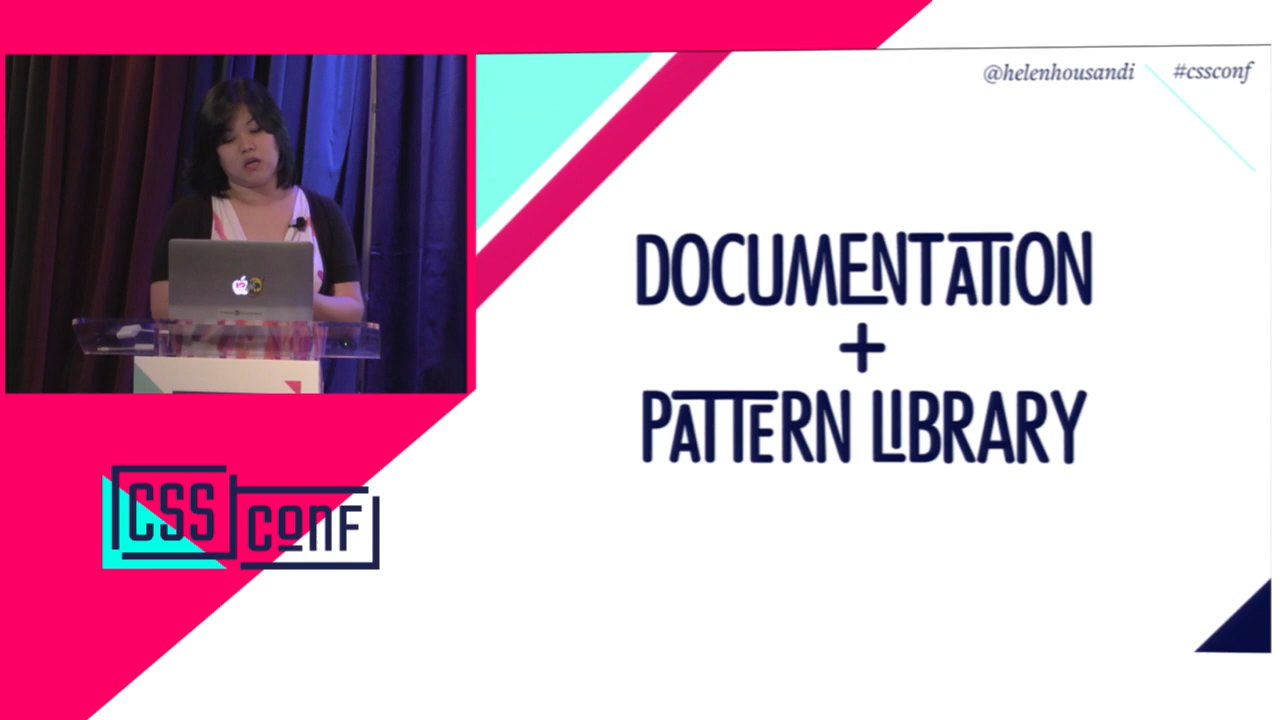 @helenhousandi #cssconf
DOCUMENTATION
+
PATTERN LIBRARY
CSS
CONF